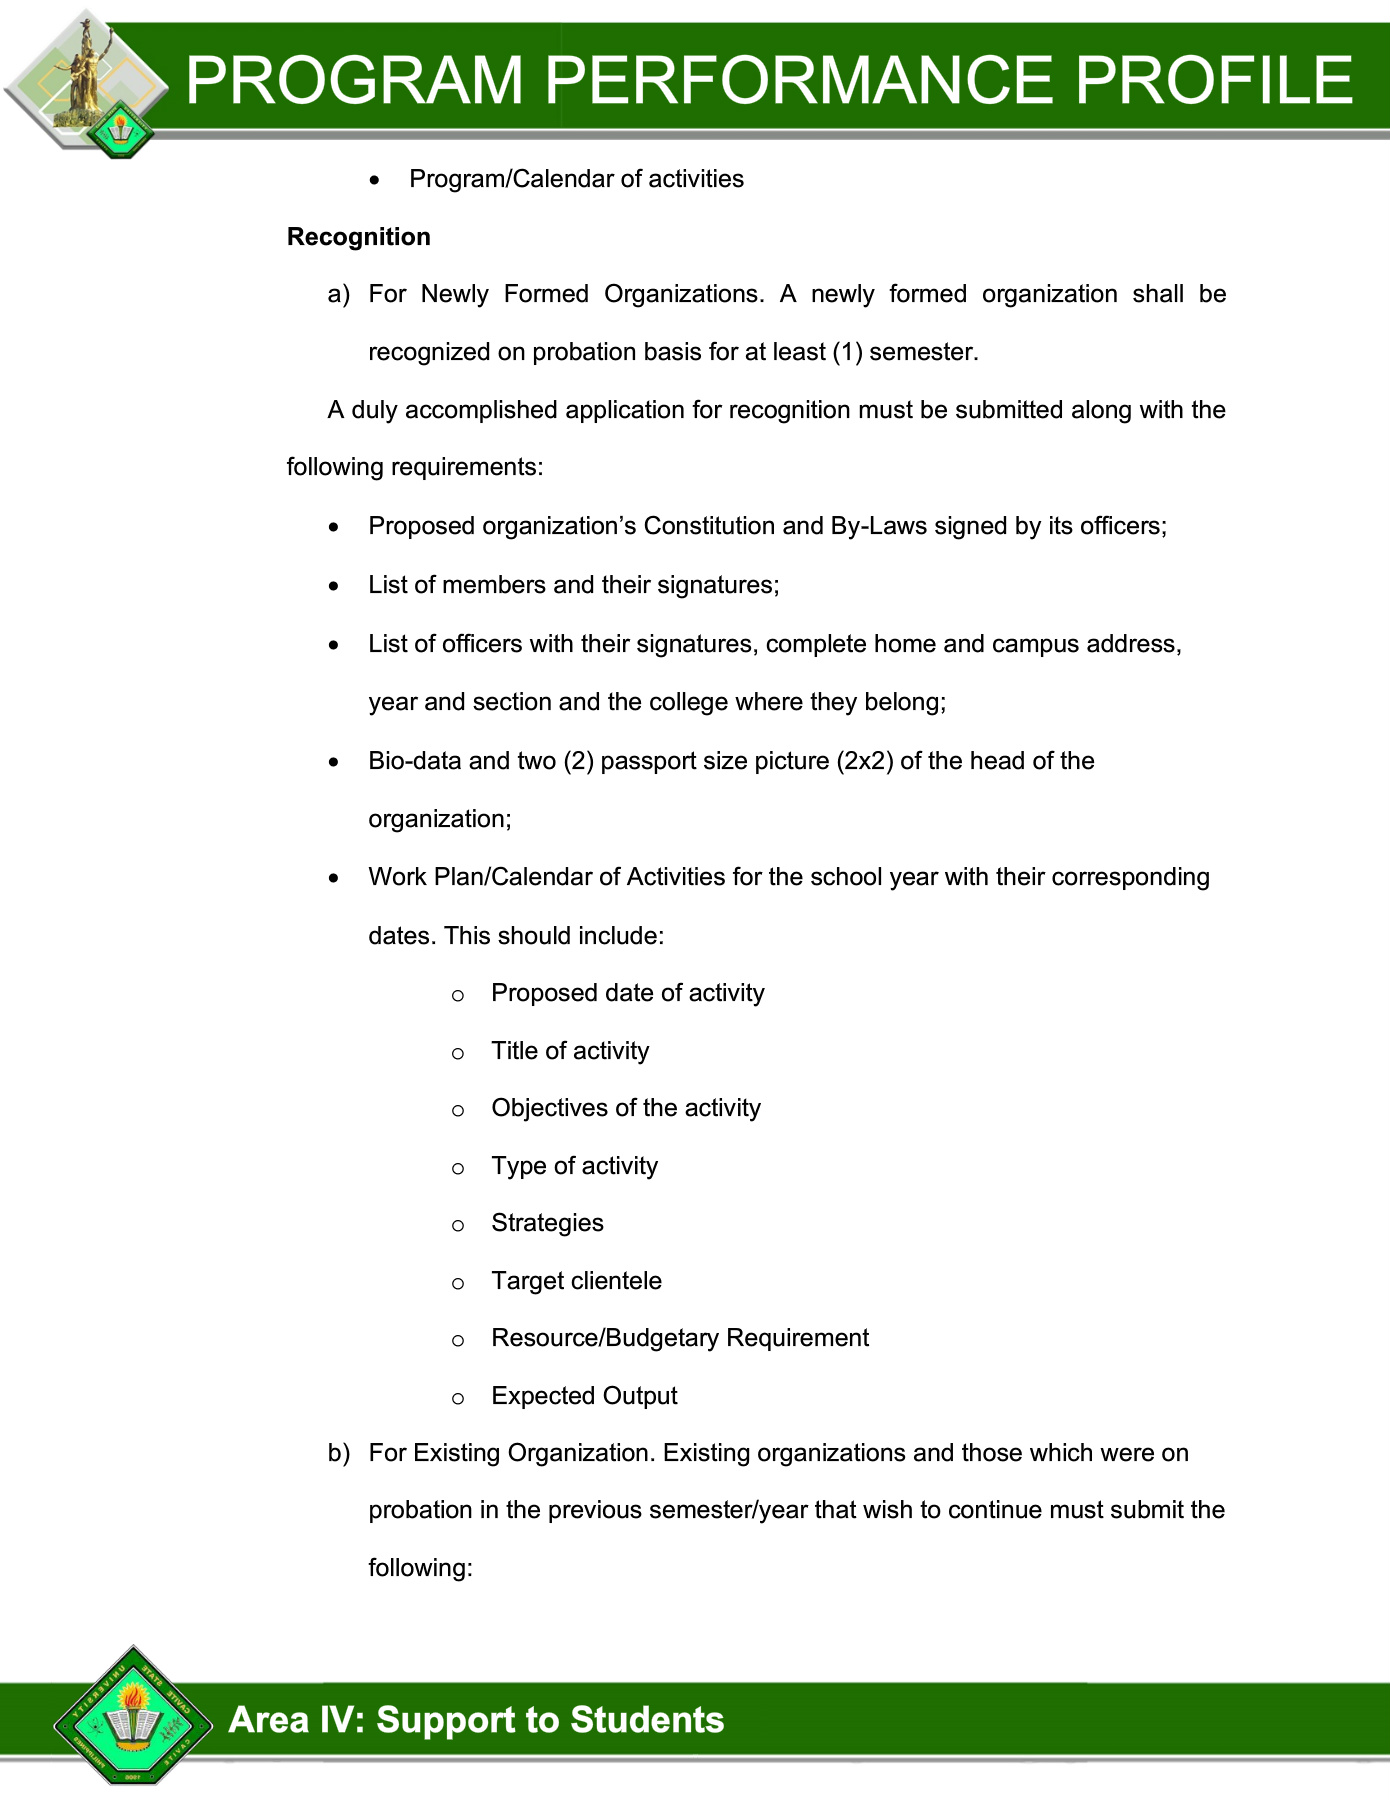 PROGRAM PERFORMANCE PROFILE
• Program/Calendar of activities
Recognition
a) For Newly Formed Organizations. A newly formed organization shall be
recognized on probation basis for at least (1) semester.
A duly accomplished application for recognition must be submitted along with the
following requirements:
• Proposed organization’s Constitution and By-Laws signed by its officers;
• List of members and their signatures;
• List of officers with their signatures, complete home and campus address,
year and section and the college where they belong;
• Bio-data and two (2) passport size picture (2x2) of the head of the
organization;
• Work Plan/Calendar of Activities for the school year with their corresponding
dates. This should include:
o Proposed date of activity
o Title of activity
o Objectives of the activity
o Type of activity
o Strategies
o Target clientele
o Resource/Budgetary Requirement
o Expected Output
b) For Existing Organization. Existing organizations and those which were on
probation in the previous semester/year that wish to continue must submit the
following:
CAVITE STATE UNIVERSITY
CAVITE PHILIPPINES
Area IV: Support to Students